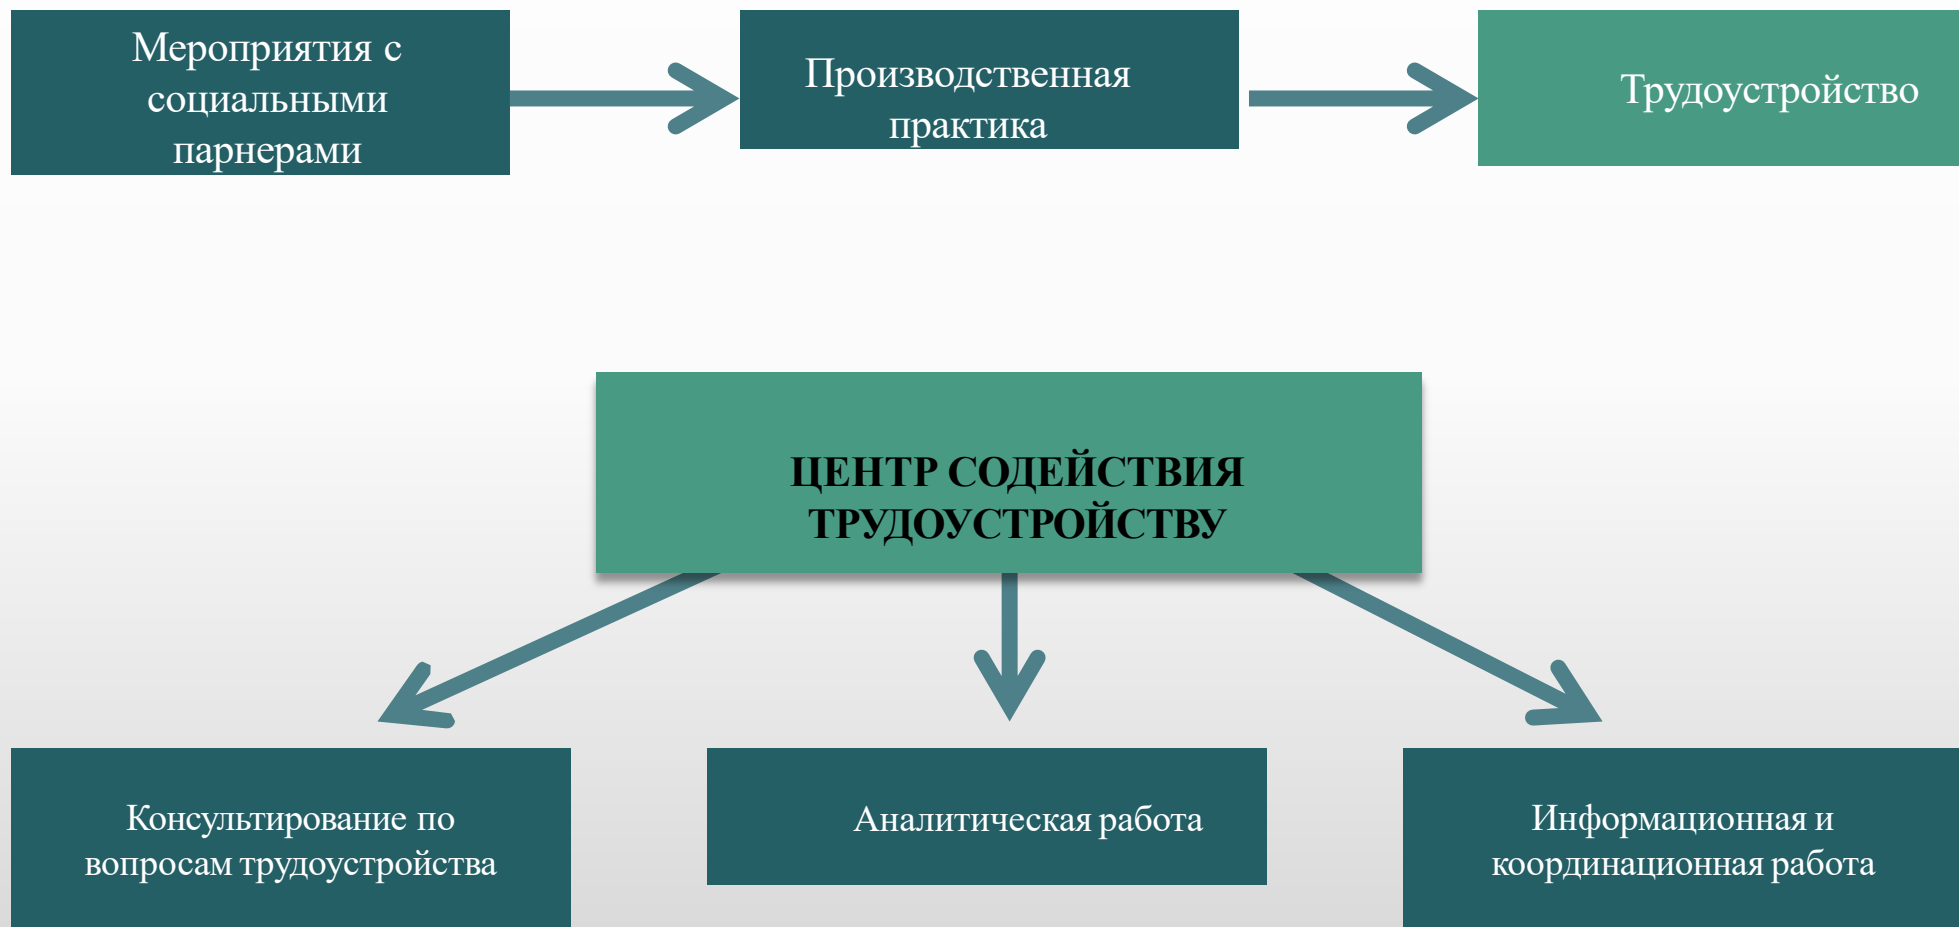 Мероприятия с
социальными
парнерами
Производственная
практика
Трудоустройство
ЦЕНТР СОДЕЙСТВИЯ
ТРУДОУСТРОЙСТВУ
Консультирование по
вопросам трудоустройства
Аналитическая работа
Информационная и
координационная работа